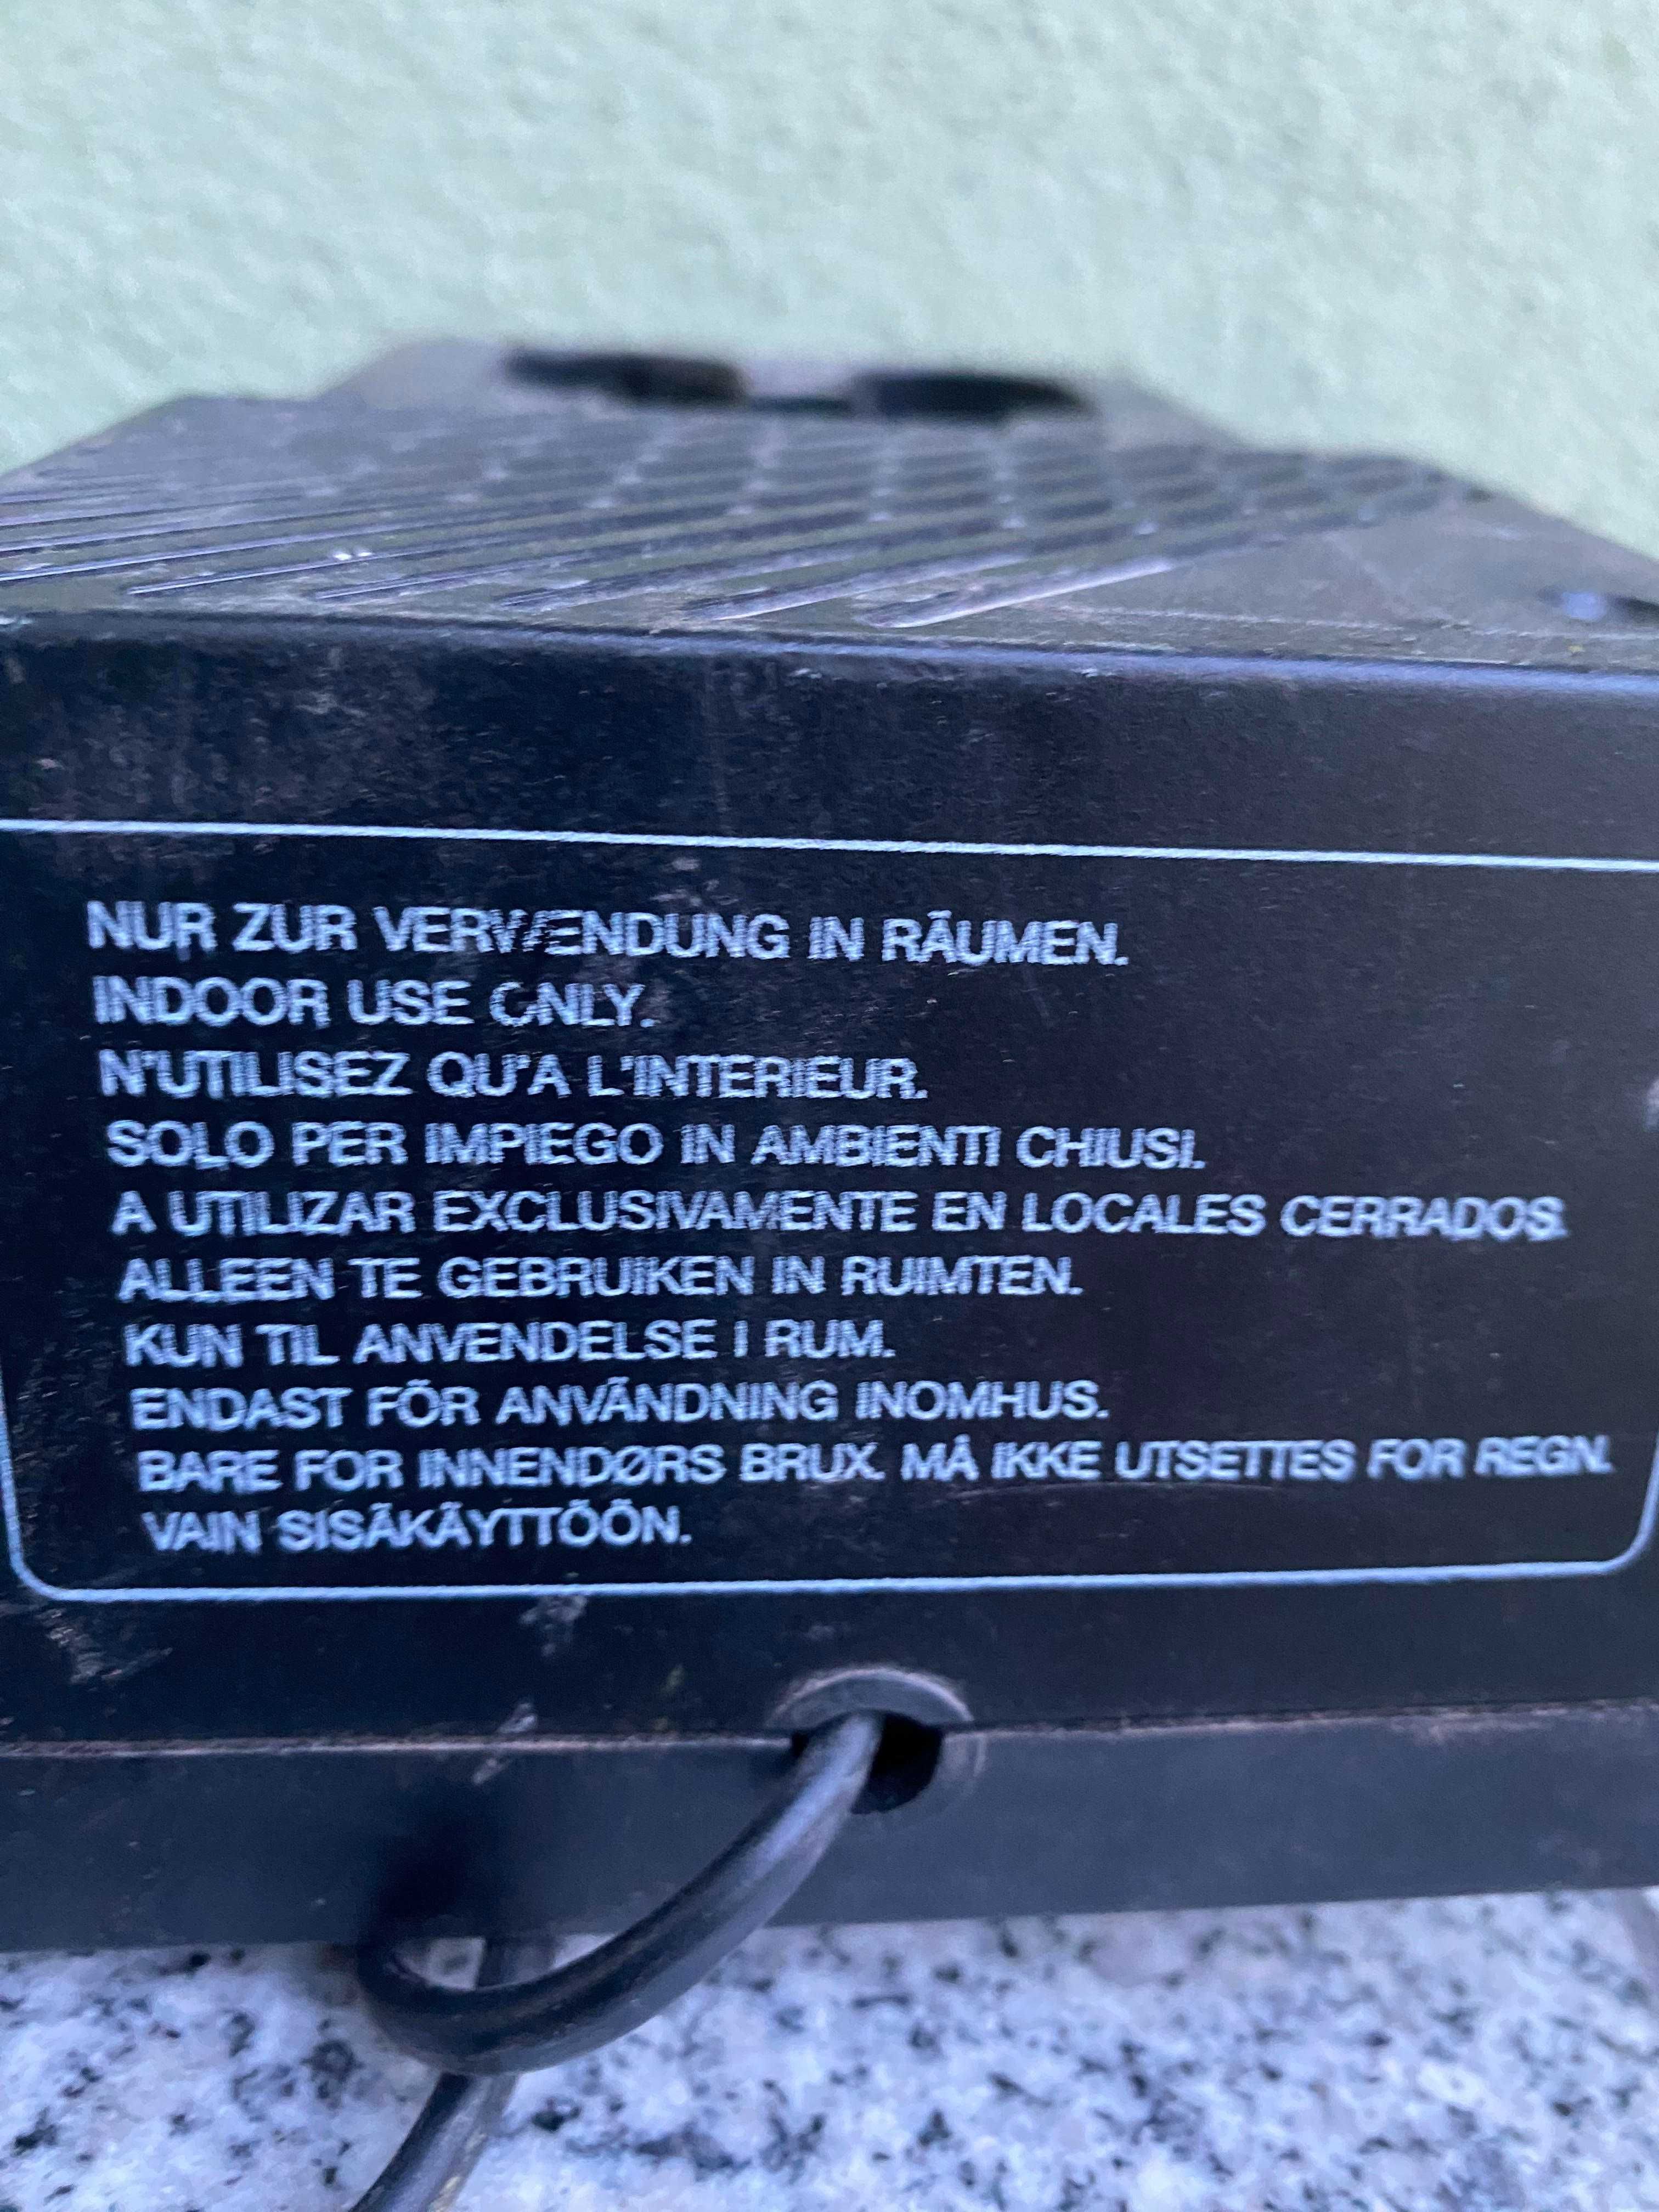 NUR ZUR VERWENDUNG IN RÄUMEN.
INDOOR USE ONLY.
N'UTILISEZ QU'A L'INTERIEUR.
SOLO PER IMPIEGO IN AMBIENTI CHIUSI.
A UTILIZAR EXCLUSIVAMENTE EN LOCALES CERRADOS.
ALLEEN TE GEBRUIKEN IN RUIMTEN.
KUN TIL ANVENDELSE I RUM.
ENDAST FÖR ANVÄNDNING INOMHUS.
BARE FOR INNENDØRS BRUX. MÅ IKKE UTSETTES FOR REGN.
VAIN SISÄKÄYTTÖÖN.